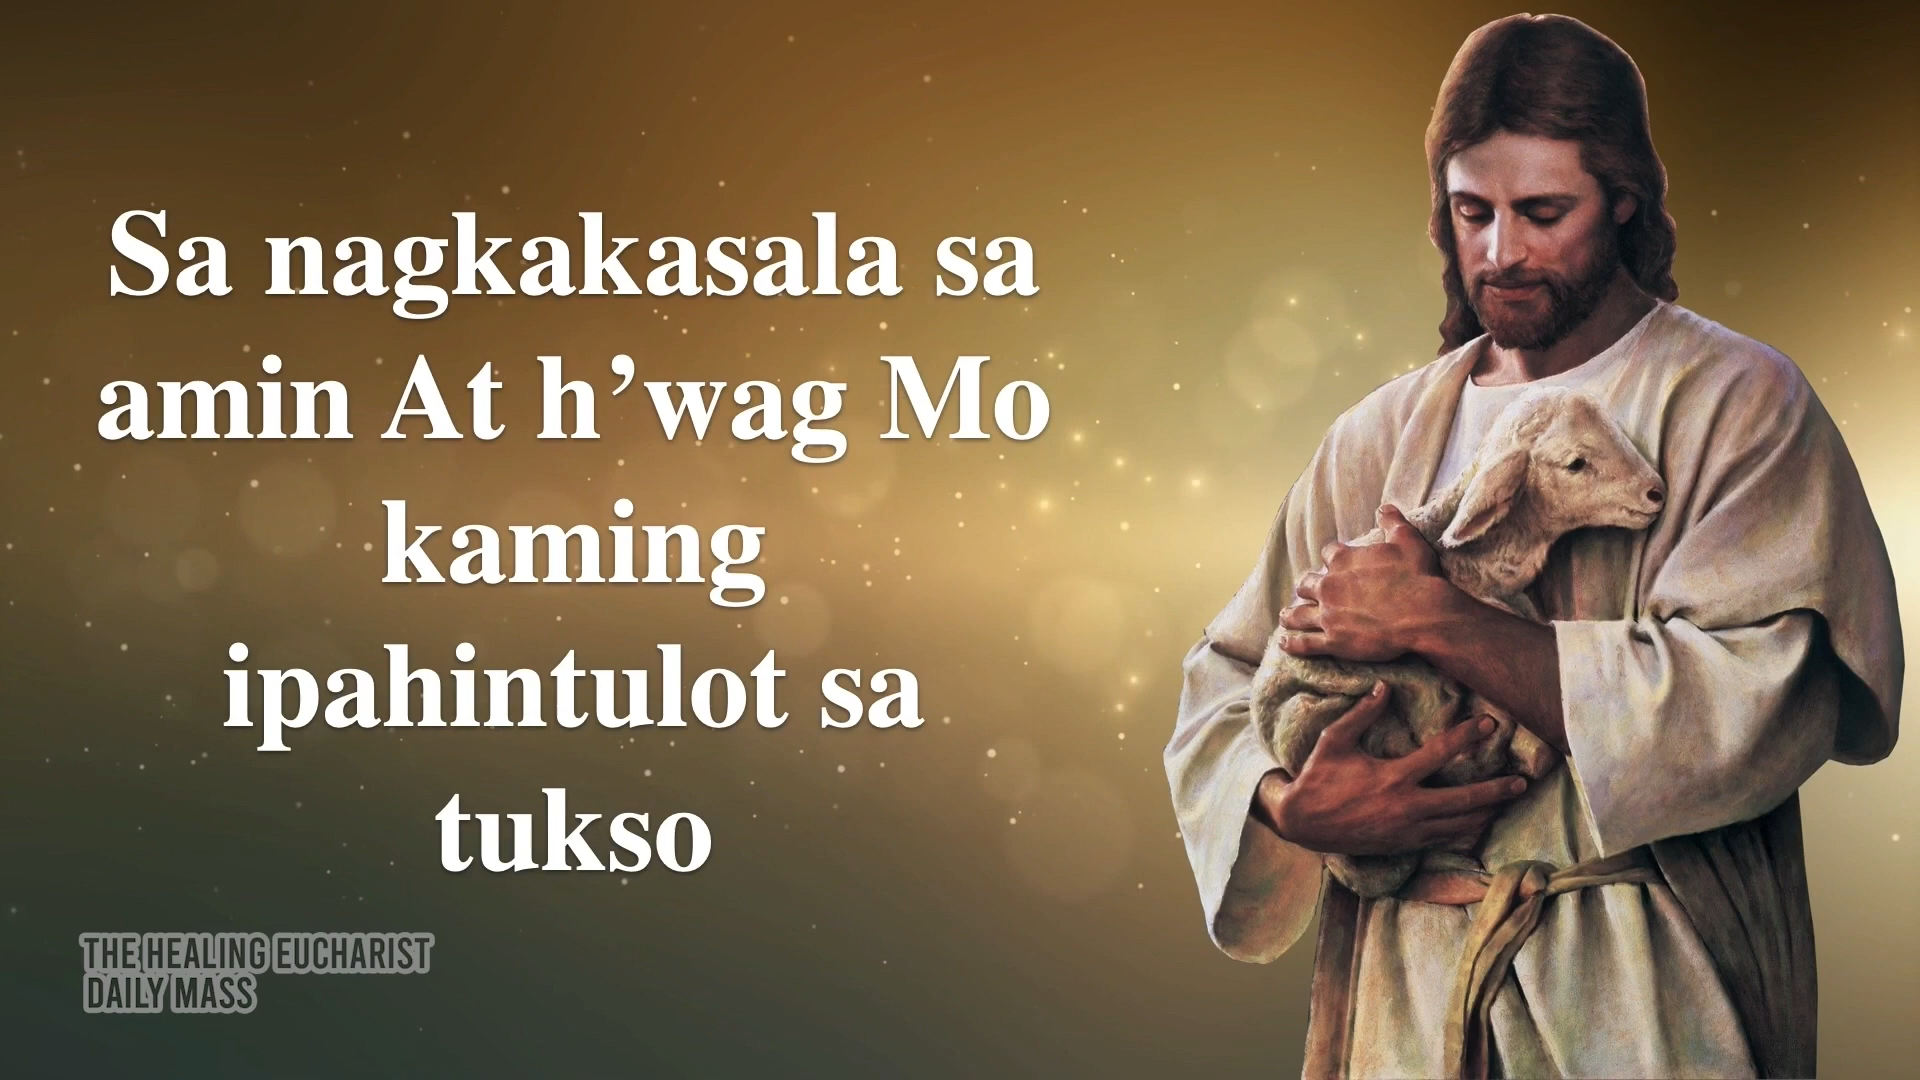 Sa nagkakasala sa
amin At h’wag Mo
kaming
ipahintulot sa
tukso
THE HEALING EUCHARIST
DAILY MASS